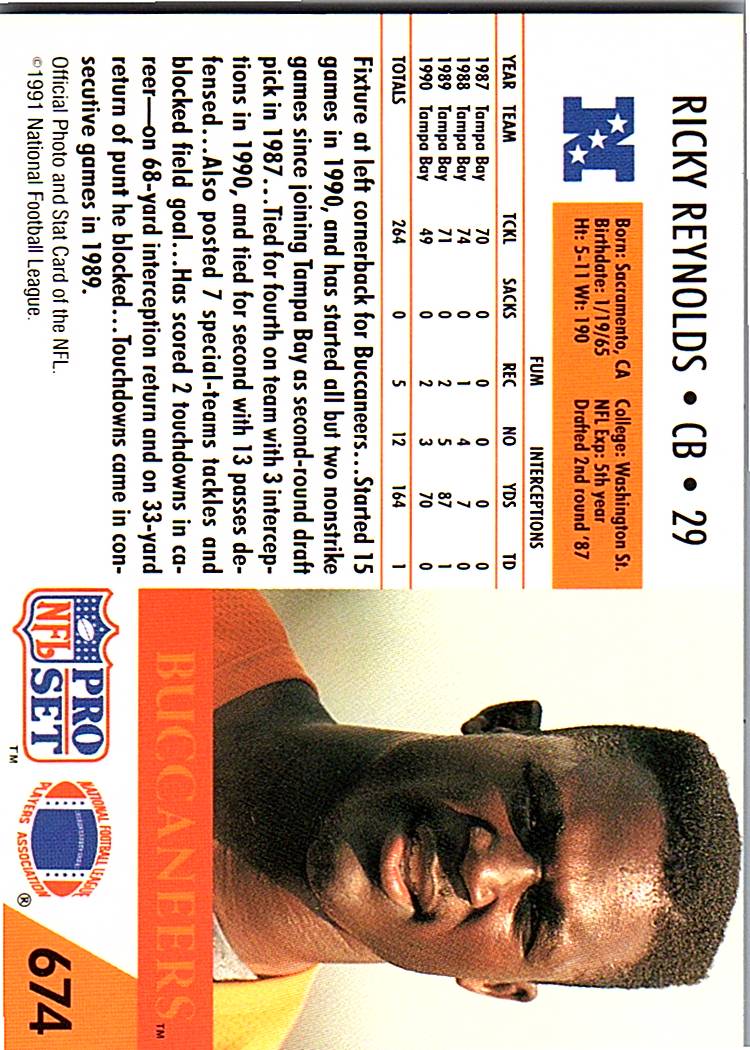 RICKY REYNOLDS • CB • 29
Born: Sacramento, CA College: Washington St.
Birthdate: 1/19/65 NFL Exp: 5th year
Ht: 5-11 Wt: 190 Drafted 2nd round '87
N
FUM INTERCEPTIONS
YEAR TEAM TCKL SACKS REC NO YDS TD
1987 Tampa Bay 70 0 0 0 0 0
1988 Tampa Bay 74 0 1 4 7 0
1989 Tampa Bay 71 0 2 5 87 1
1990 Tampa Bay 49 0 2 3 70 0
TOTALS 264 0 5 12 164 1
Fixture at left cornerback for Buccaneers...Started 15
games in 1990, and has started all but two nonstrike
games since joining Tampa Bay as second-round draft
pick in 1987...Tied for fourth on team with 3 intercep-
tions in 1990, and tied for second with 13 passes de-
fensed...Also posted 7 special-teams tackles and
blocked field goal...Has scored 2 touchdowns in ca-
reer—on 68-yard interception return and on 33-yard
return of punt he blocked...Touchdowns came in con-
secutive games in 1989.
Official Photo and Stat Card of the NFL.
©1991 National Football League.
BUCCANEERS™
PRO
NFL SET™
NATIONAL FOOTBALL LEAGUE
PLAYERS ASSOCIATION®
674